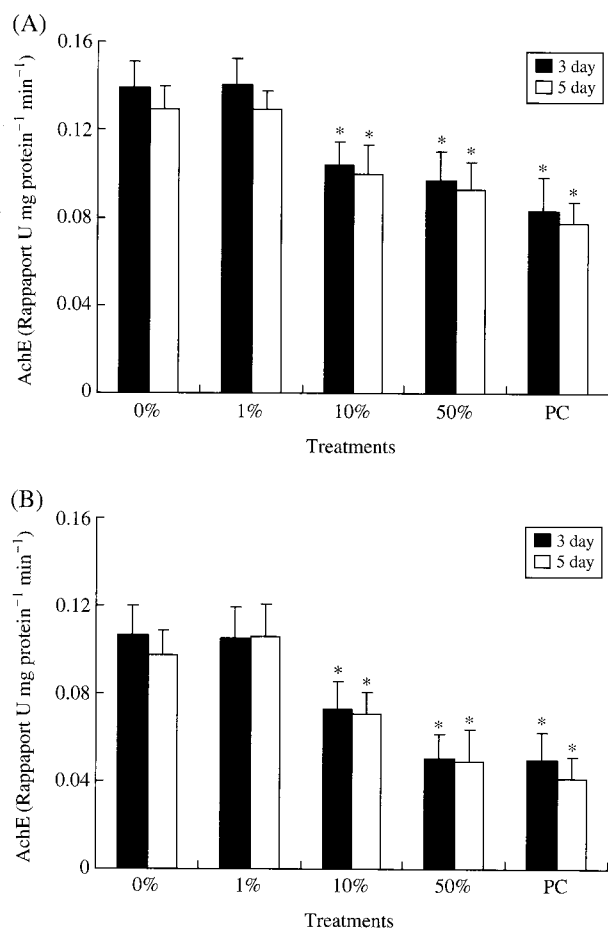 (A)
0.16
0.12
0.08
0.04
0
AchE (Rappaport U mg protein⁻¹ min⁻¹)
3 day
5 day
* * * * * *
0% 1% 10% 50% PC
Treatments
(B)
0.16
0.12
0.08
0.04
0
AchE (Rappaport U mg protein⁻¹ min⁻¹)
3 day
5 day
* * * * * *
0% 1% 10% 50% PC
Treatments